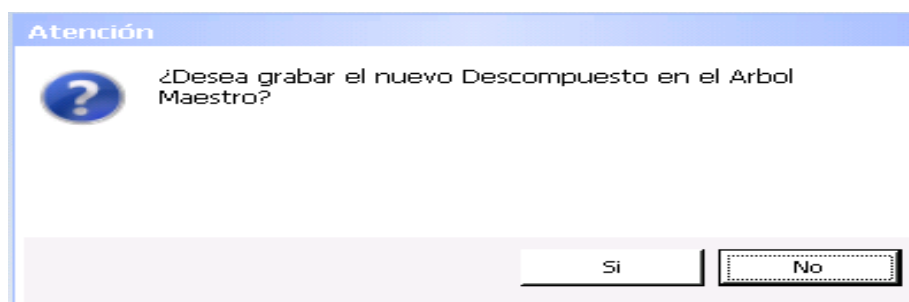 Atención
¿Desea grabar el nuevo Descompuesto en el Arbol
Maestro?
Si
No